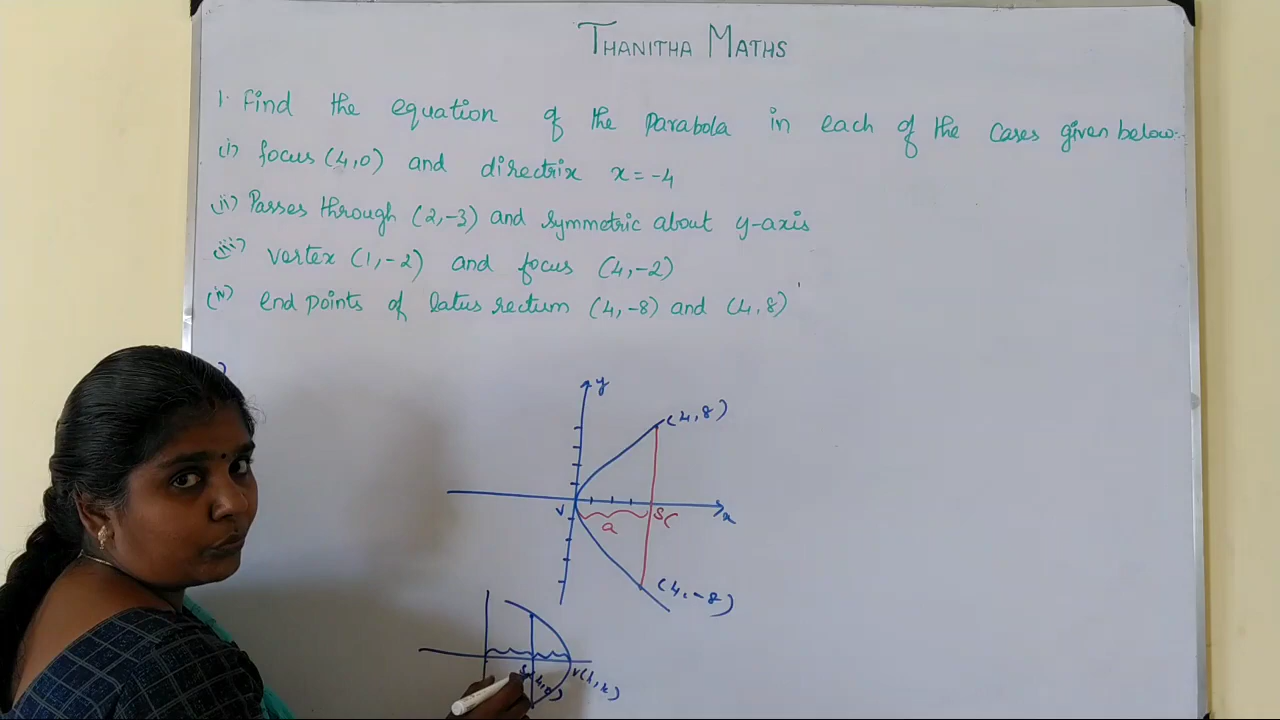 THANITHA MATHS
1. Find the equation of the Parabola in each of the cases given below:-
(i) focus (4,0) and directrix x = -4
(ii) Passes through (2,-3) and symmetric about y-axis
(iii) vertex (1,-2) and focus (4,-2)
(iv) end points of latus rectum (4,-8) and (4,8)
y
(4,8)
V
a
S(
x
(4,-8)
V(h,k)